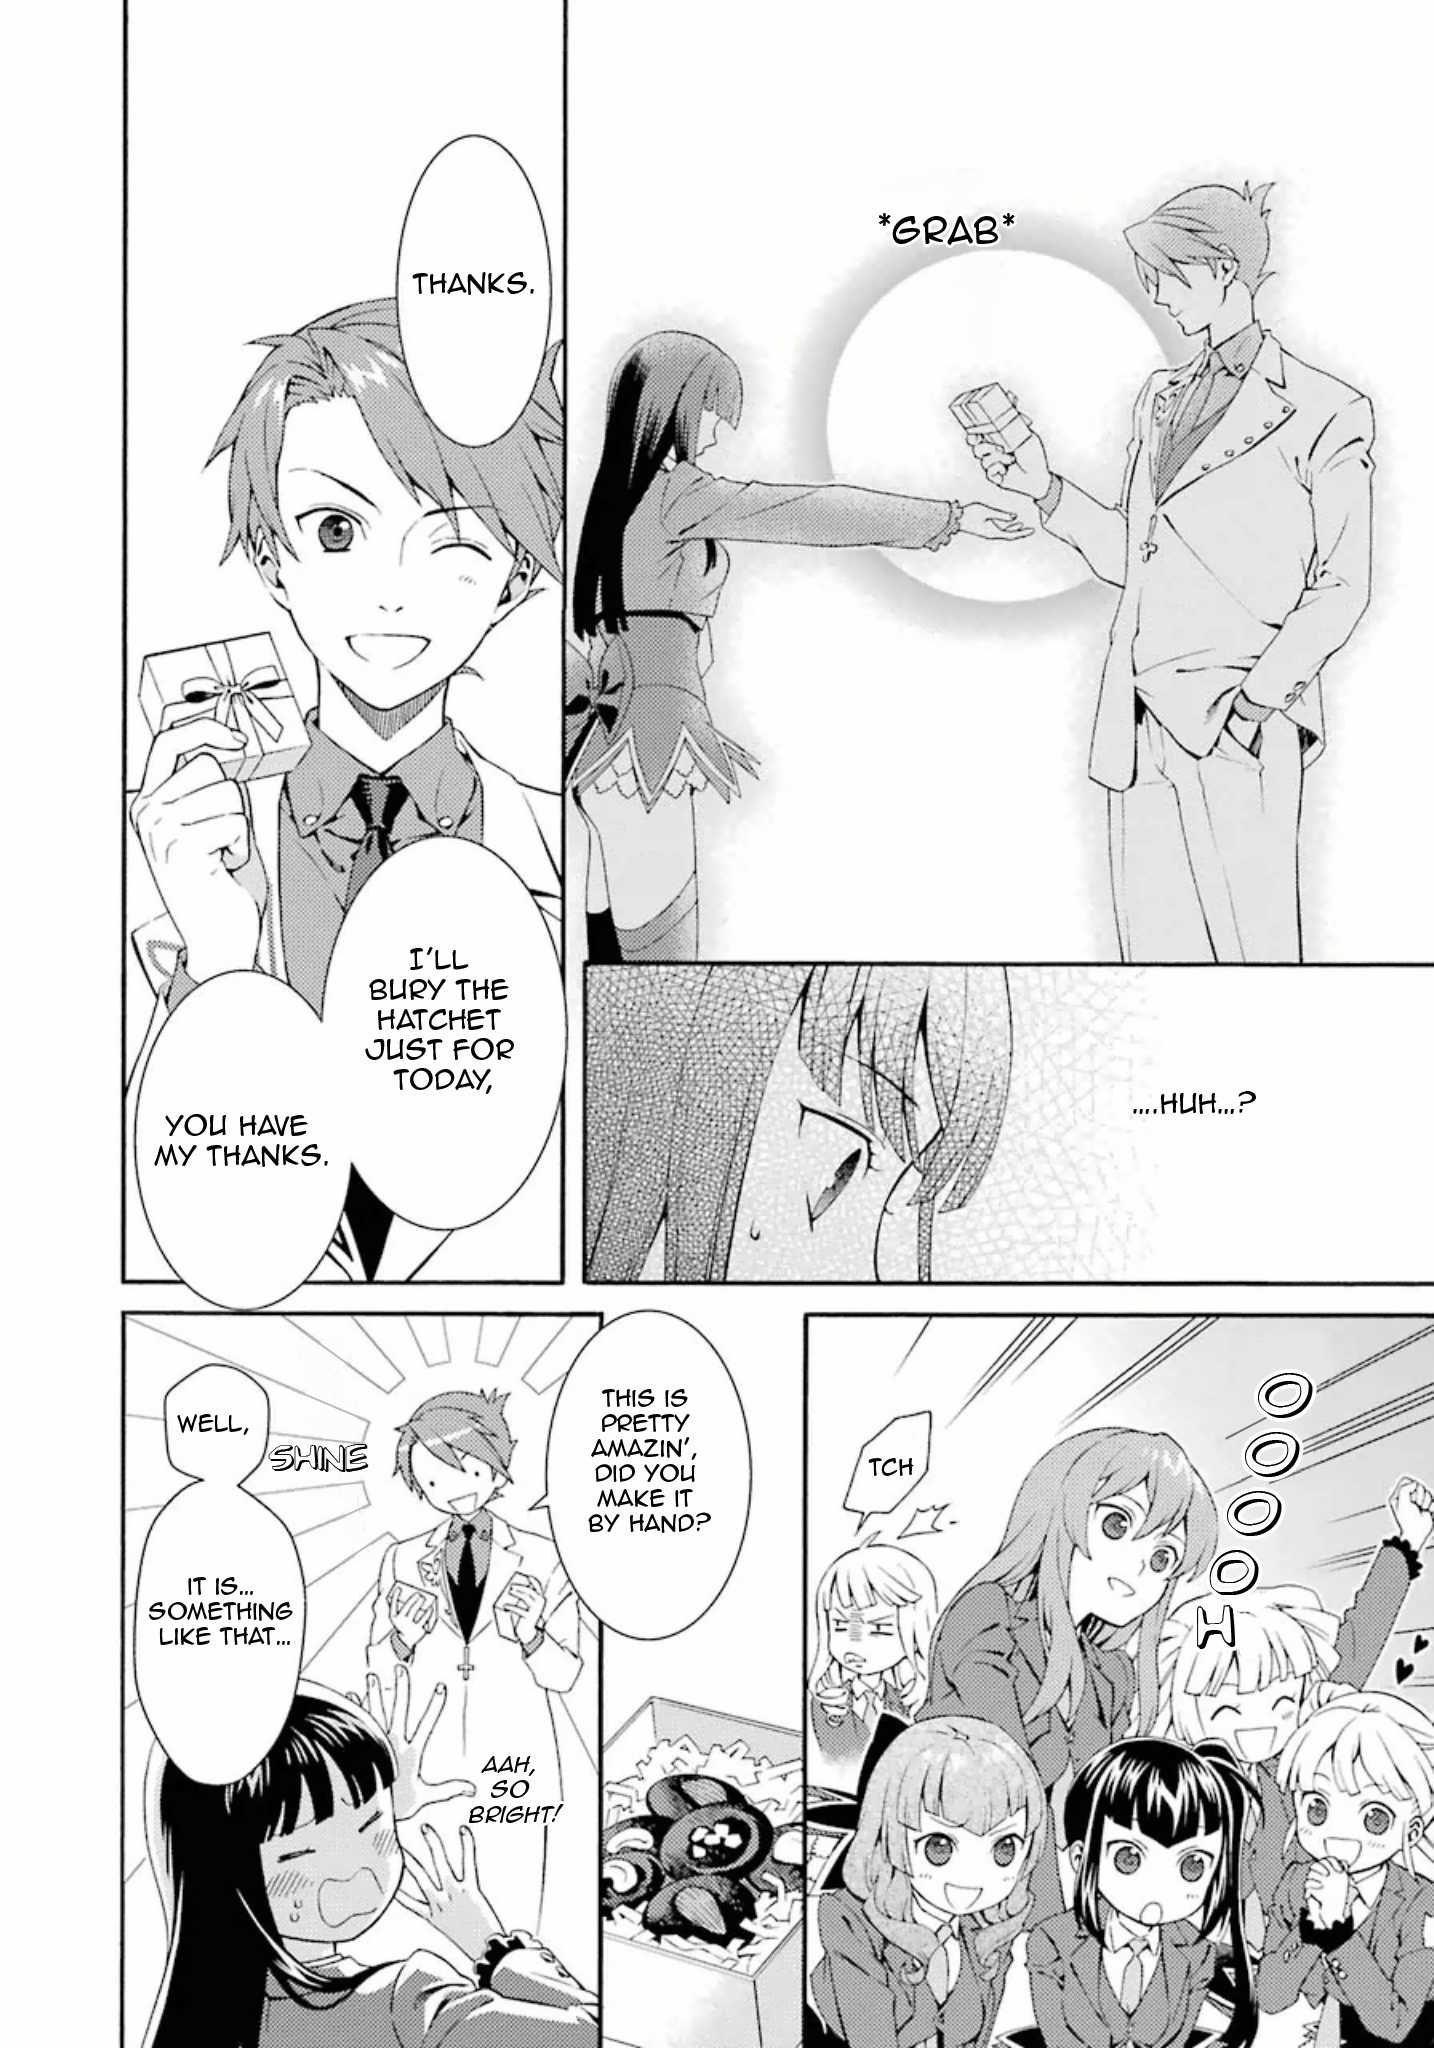 *GRAB*
....HUH...?
THANKS.
I'LL
BURY THE
HATCHET
JUST FOR
TODAY,
YOU HAVE
MY THANKS.
OOOOOH
TCH
THIS IS
PRETTY
AMAZIN',
DID YOU
MAKE IT
BY HAND?
SHINE
WELL,
IT IS...
SOMETHING
LIKE THAT...
AAH,
SO
BRIGHT!